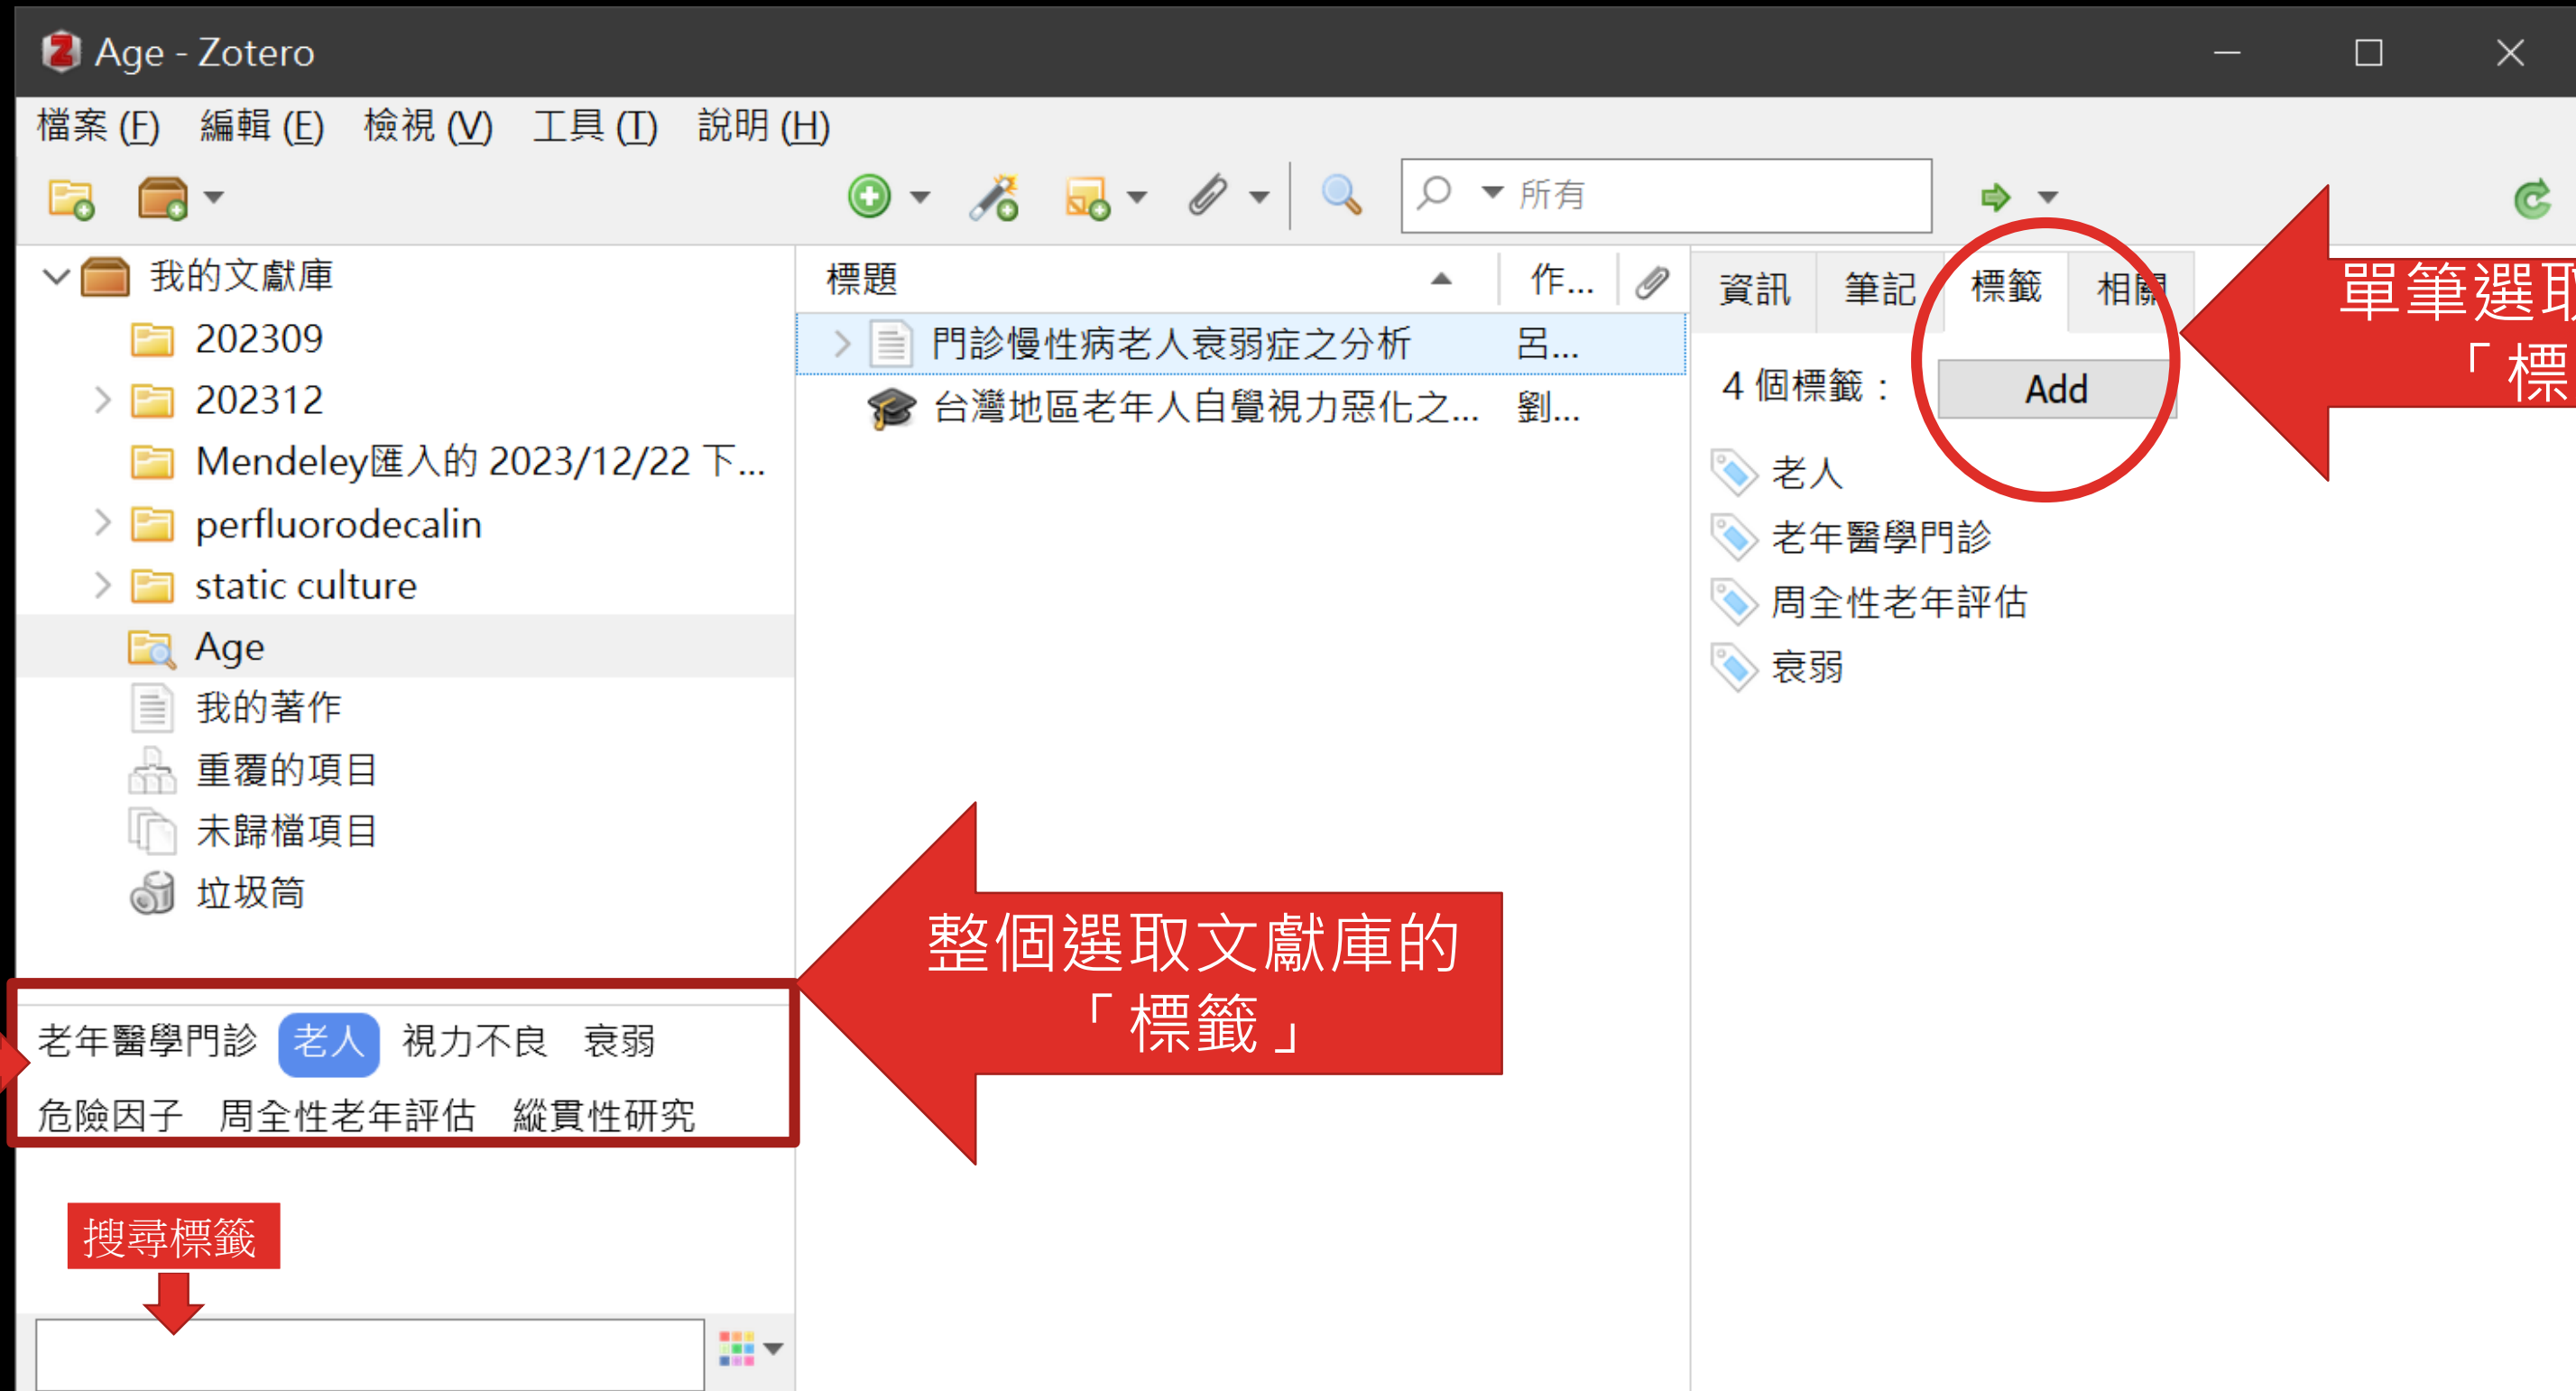 Age - Zotero
檔案 (F) 編輯 (E) 檢視 (V) 工具 (T) 說明 (H)
所有
我的文獻庫
202309
202312
Mendeley匯入的 2023/12/22 下...
perfluorodecalin
static culture
Age
我的著作
重覆的項目
未歸檔項目
垃圾筒
標題 作...
門診慢性病老人衰弱症之分析 呂...
台灣地區老年人自覺視力惡化之... 劉...
資訊 筆記 標籤 相關
4 個標籤： Add
老人
老年醫學門診
周全性老年評估
衰弱
單筆選取
「標
整個選取文獻庫的
「標籤」
老年醫學門診 老人 視力不良 衰弱
危險因子 周全性老年評估 縱貫性研究
搜尋標籤